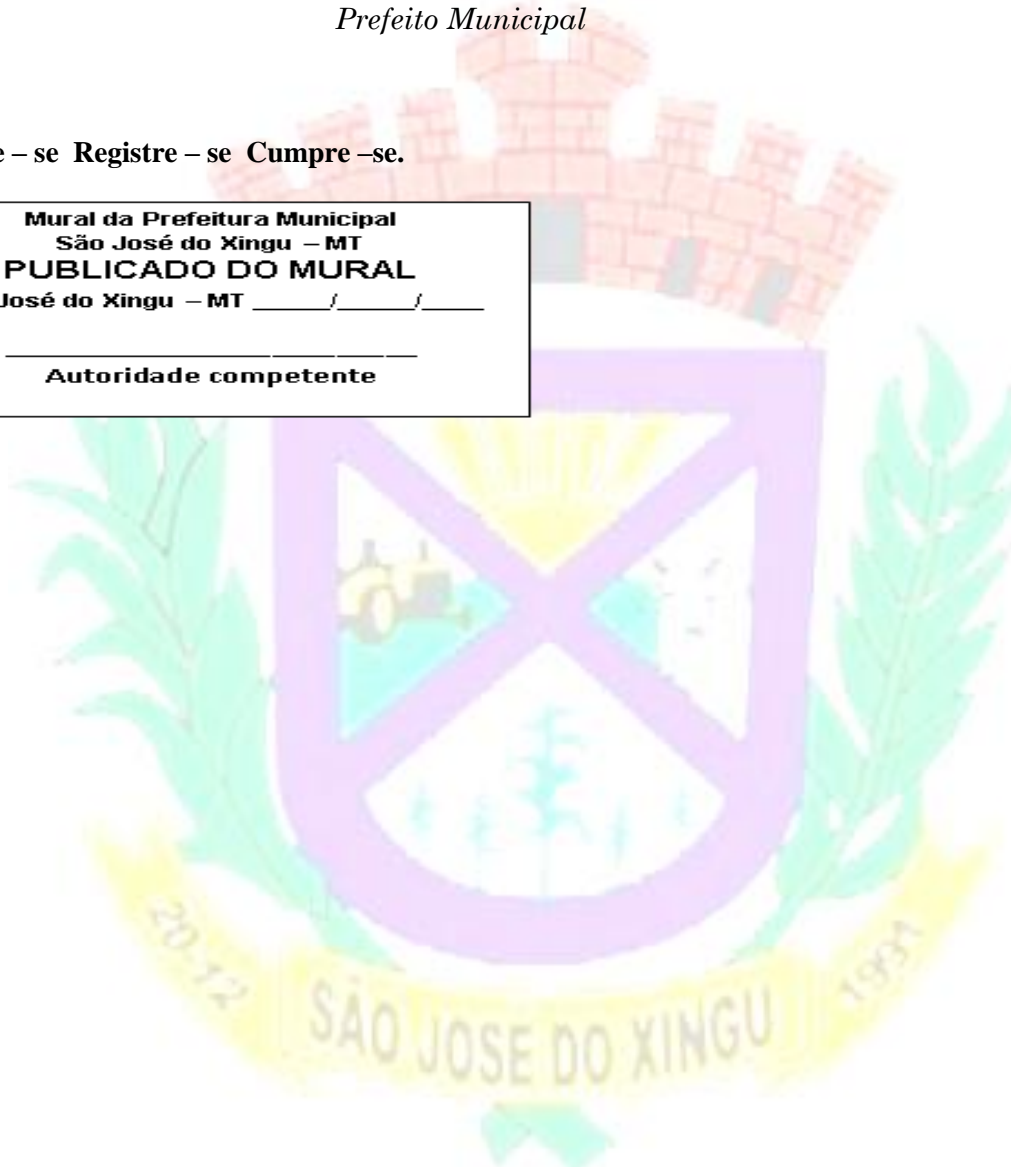 Prefeito Municipal
e – se Registre – se Cumpre –se.
Mural da Prefeitura Municipal
São José do Xingu – MT
PUBLICADO DO MURAL
José do Xingu – MT ______/______/_____
Autoridade competente
20-12
SÃO JOSE DO XINGU
1991